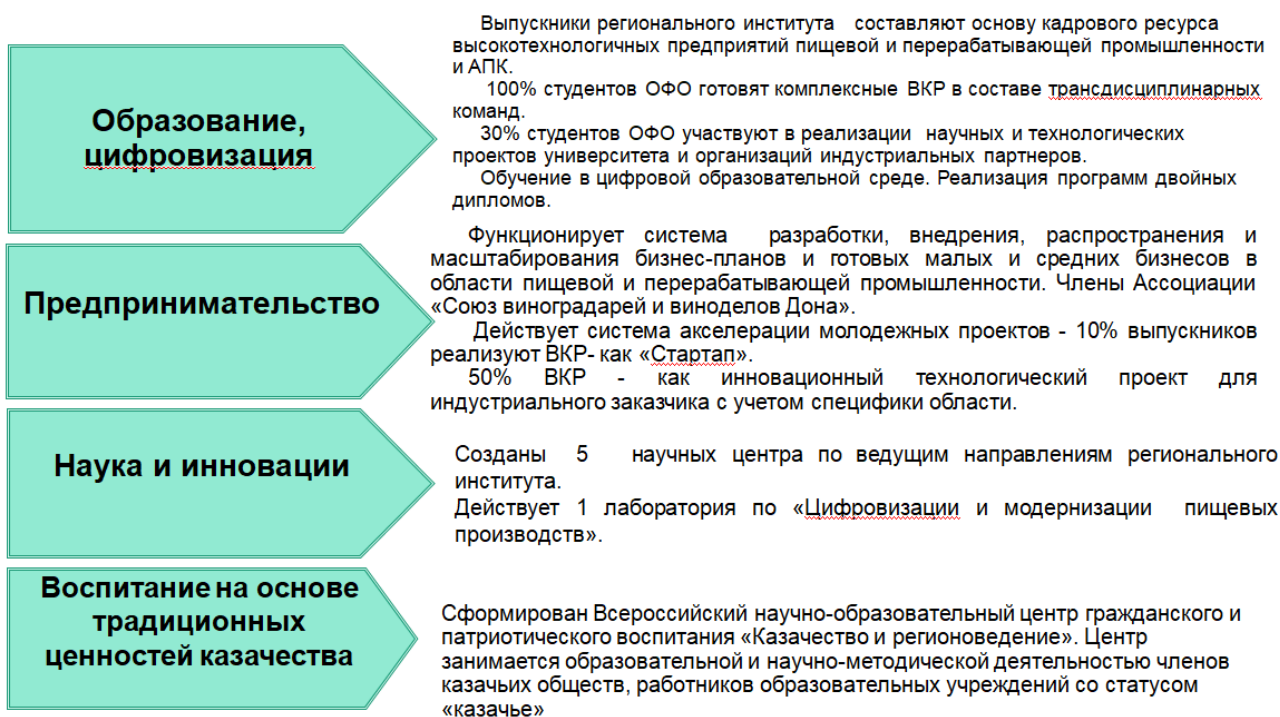 Образование,
цифровизация
Выпускники регионального института составляют основу кадрового ресурса
высокотехнологичных предприятий пищевой и перерабатывающей промышленности
и АПК.
100% студентов ОФО готовят комплексные ВКР в составе трансдисциплинарных
команд.
30% студентов ОФО участвуют в реализации научных и технологических
проектов университета и организаций индустриальных партнеров.
Обучение в цифровой образовательной среде. Реализация программ двойных
дипломов.
Предпринимательство
Функционирует система разработки, внедрения, распространения и
масштабирования бизнес-планов и готовых малых и средних бизнесов в
области пищевой и перерабатывающей промышленности. Члены Ассоциации
«Союз виноградарей и виноделов Дона».
Действует система акселерации молодежных проектов - 10% выпускников
реализуют ВКР- как «Стартап».
50% ВКР - как инновационный технологический проект для
индустриального заказчика с учетом специфики области.
Наука и инновации
Созданы 5 научных центра по ведущим направлениям регионального
института.
Действует 1 лаборатория по «Цифровизации и модернизации пищевых
производств».
Воспитание на основе
традиционных
ценностей казачества
Сформирован Всероссийский научно-образовательный центр гражданского и
патриотического воспитания «Казачество и регионоведение». Центр
занимается образовательной и научно-методической деятельностью членов
казачьих обществ, работников образовательных учреждений со статусом
«казачье»